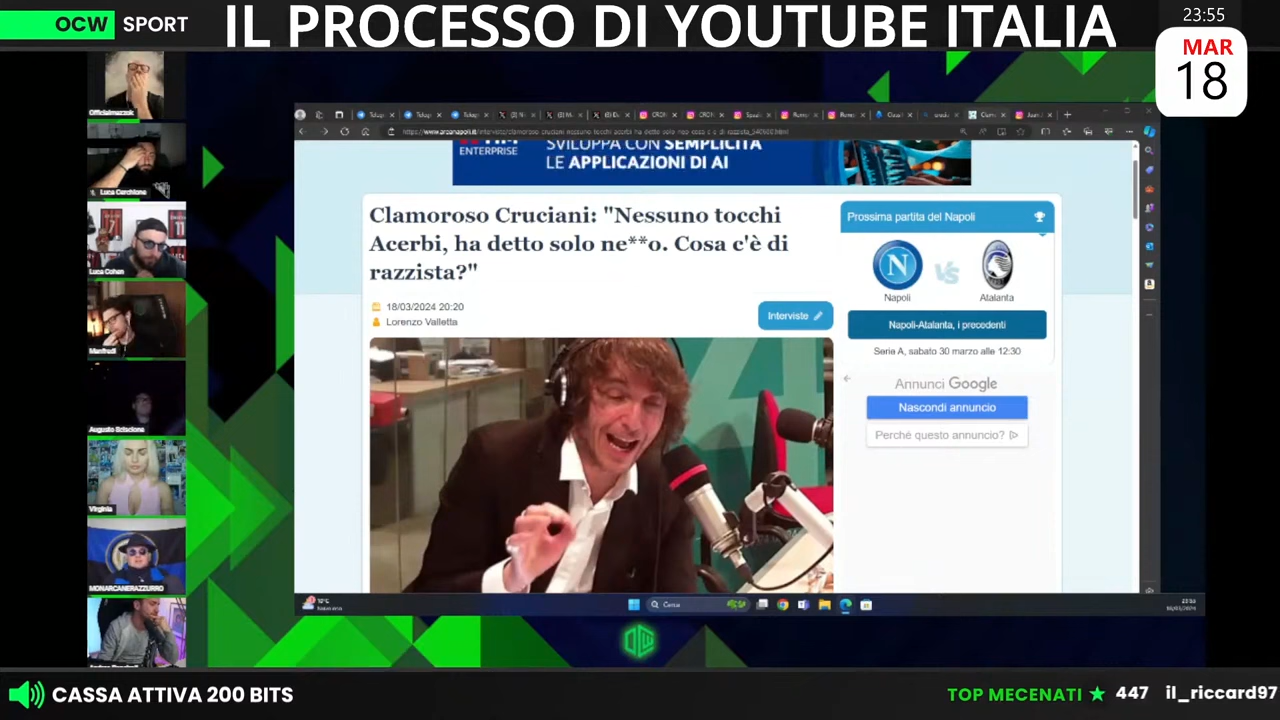 OCW SPORT
IL PROCESSO DI YOUTUBE ITALIA
23:55
MAR
18
ENTERPRISE
SVILUPPA CON SEMPLICITÀ
LE APPLICAZIONI DI AI
Clamoroso Cruciani: "Nessuno tocchi
Acerbi, ha detto solo ne**o. Cosa c'è di
razzista?"
18/03/2024 20:20
Lorenzo Valletta
Interviste
Prossima partita del Napoli
N
VS
Napoli
Atalanta
Napoli-Atalanta, i precedenti
Serie A, sabato 30 marzo alle 12:30
Annunci Google
Nascondi annuncio
Perché questo annuncio?
Luca Cerchione
Luca Cohen
Manfredi
Augusto Sciscione
Virginia
MONARCANERAZZURRO
Cerca
CASSA ATTIVA 200 BITS
TOP MECENATI ★ 447 il_riccard97